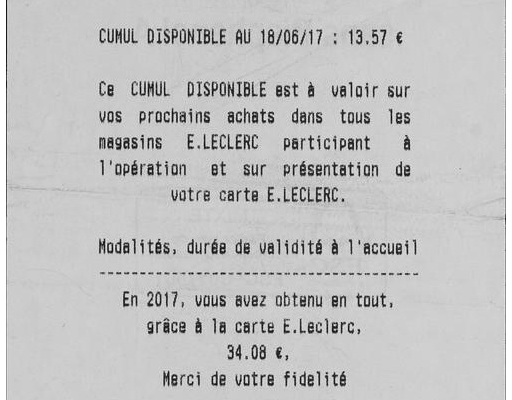 CUMUL DISPONIBLE AU 18/06/17 : 13.57 €
Ce CUMUL DISPONIBLE est à valoir sur
vos prochains achats dans tous les
magasins E.LECLERC participant à
l'opération et sur présentation de
votre carte E.LECLERC.
Modalités, durée de validité à l'accueil
----------------------------------------
En 2017, vous avez obtenu en tout,
grâce à la carte E.Leclerc,
34.08 €,
Merci de votre fidelité